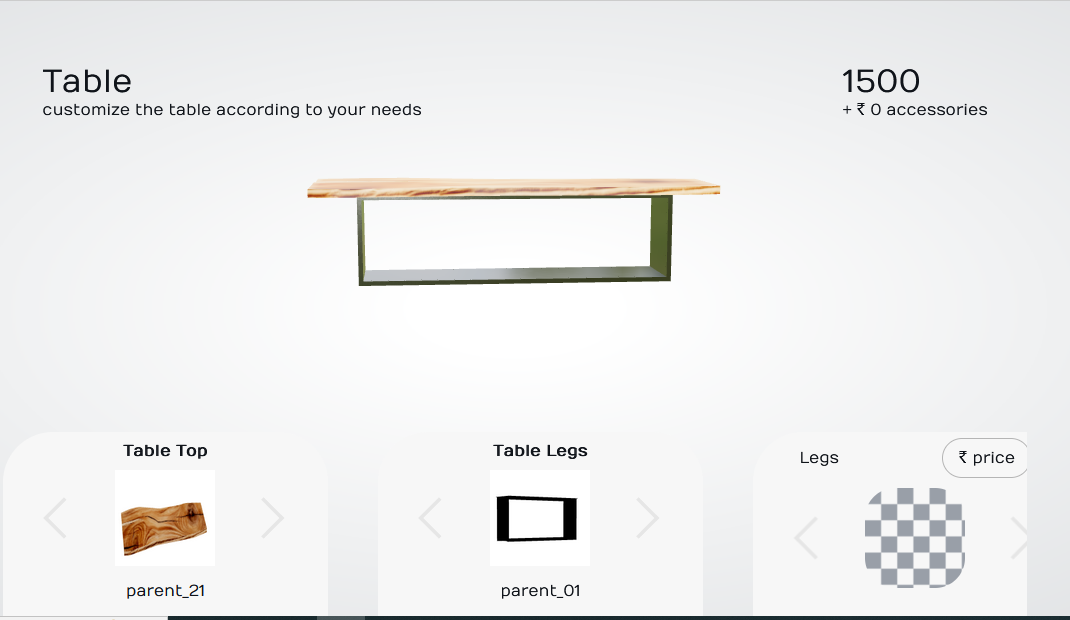 Table
customize the table according to your needs
1500
+ ₹ 0 accessories
Table Top
parent_21
Table Legs
parent_01
Legs
₹ price